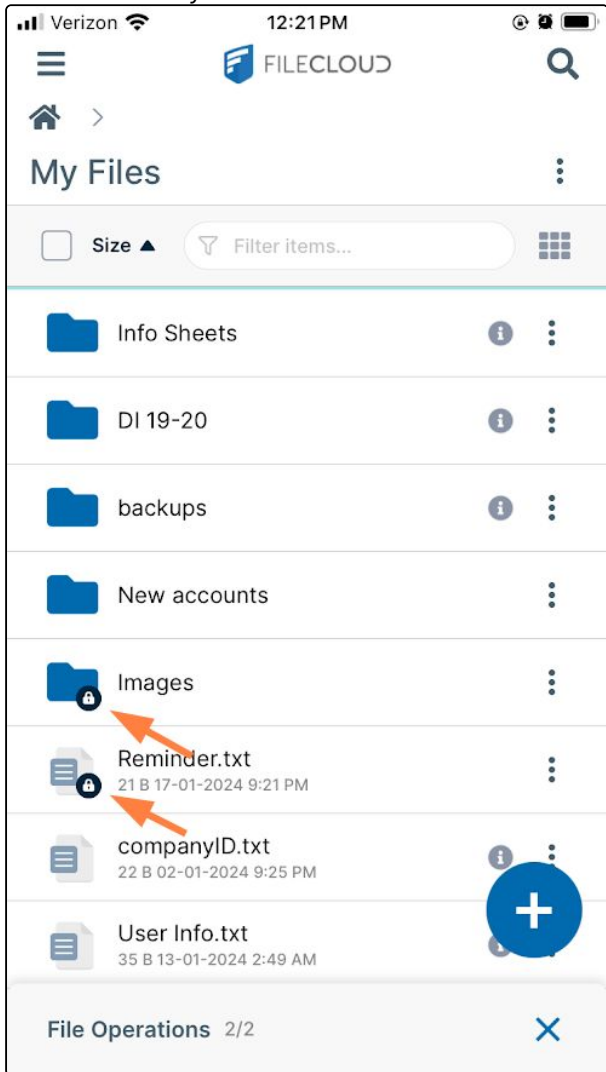 Verizon 12:21 PM
FILECLOUD
My Files
Size Filter items...
Info Sheets
DI 19-20
backups
New accounts
Images
Reminder.txt
21 B 17-01-2024 9:21 PM
companyID.txt
22 B 02-01-2024 9:25 PM
User Info.txt
35 B 13-01-2024 2:49 AM
File Operations 2/2